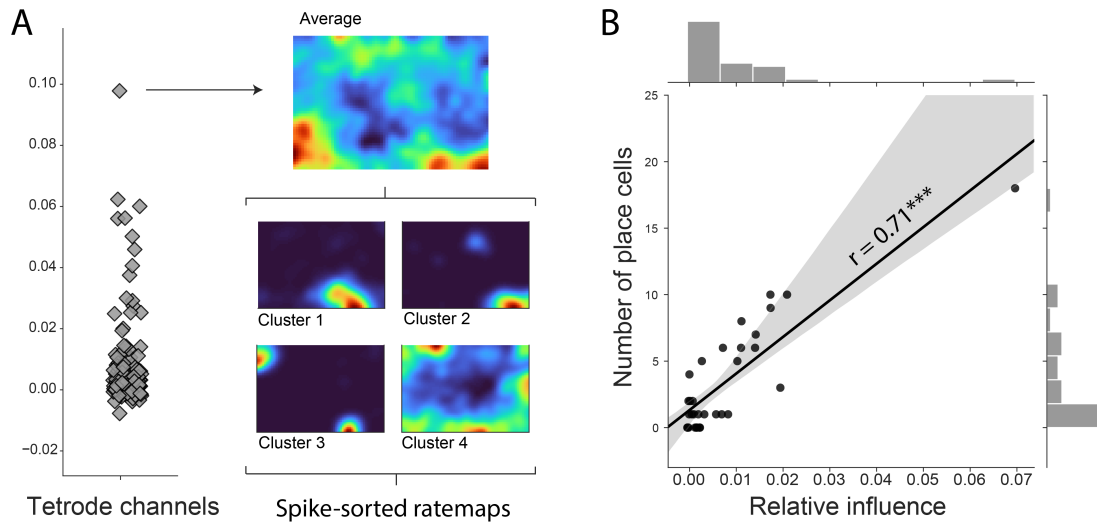 A
Average
0.10
0.08
0.06
0.04
0.02
0.00
−0.02
Tetrode channels
Cluster 1
Cluster 2
Cluster 3
Cluster 4
Spike-sorted ratemaps
B
Number of place cells
25
20
15
10
5
0
r = 0.71***
0.00 0.01 0.02 0.03 0.04 0.05 0.06 0.07
Relative influence